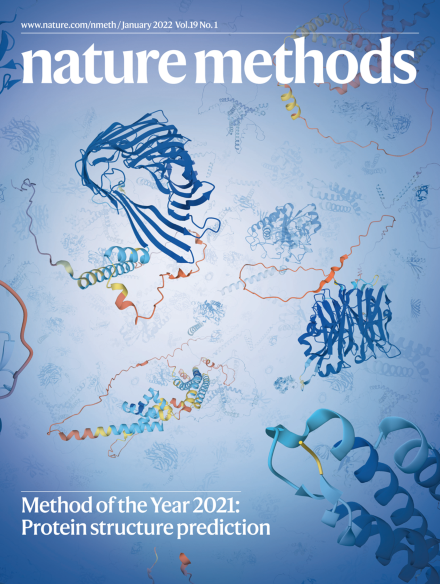 www.nature.com/nmeth / January 2022 Vol.19 No. 1
nature methods
Method of the Year 2021:
Protein structure prediction